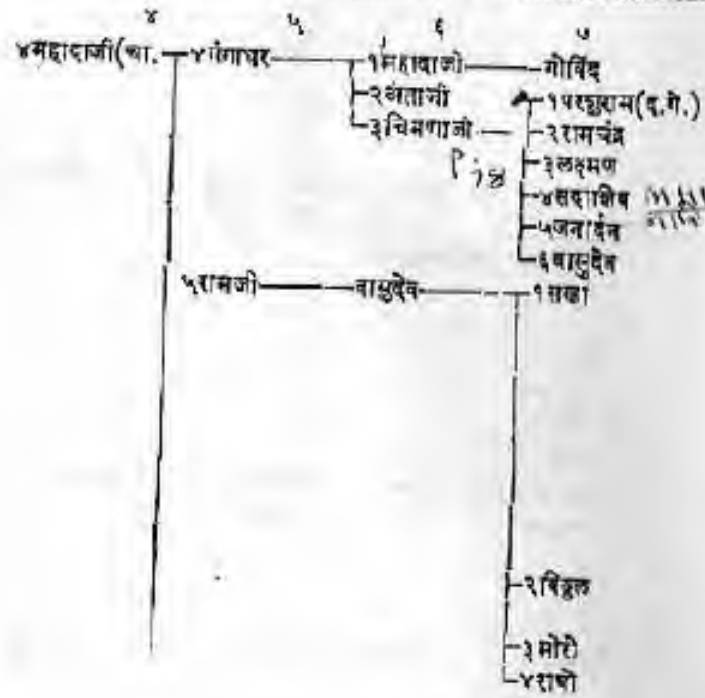 ४ ५ ६ ७
४महादाजी(चा. ४गंगाधर १महादाजी गोविंद
२अंताजी १परशुराम(द.गे.)
३चिमणाजी २रामचंद्र
३लक्ष्मण
४सदाशिव
५जनार्दन
६वासुदेव
५रामजी वासुदेव १सखा
२विठ्ठल
३मोरो
४राघो